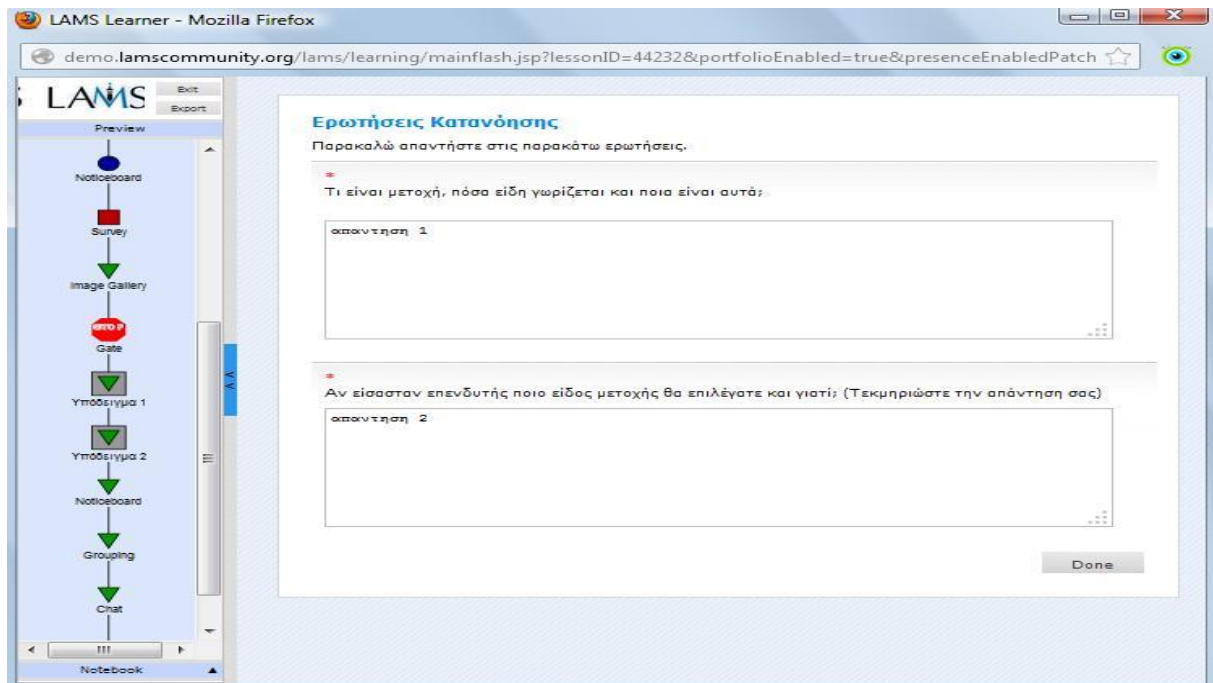 LAMS Learner - Mozilla Firefox
demo.lamscommunity.org/lams/learning/mainflash.jsp?lessonID=44232&portfolioEnabled=true&presenceEnabledPatch
LAMS
Exit
Export
Preview
Noticeboard
Survey
Image Gallery
STOP
Gate
Υπόδειγμα 1
Υπόδειγμα 2
Noticeboard
Grouping
Chat
Notebook
Ερωτήσεις Κατανόησης
Παρακαλώ απαντήστε στις παρακάτω ερωτήσεις.
*
Τι είναι μετοχή, πόσα είδη γωρίζεται και ποια είναι αυτά;
απαντηση 1
*
Αν είσασταν επενδυτής ποιο είδος μετοχής θα επιλέγατε και γιατί; (Τεκμηριώστε την απάντηση σας)
απαντηση 2
Done